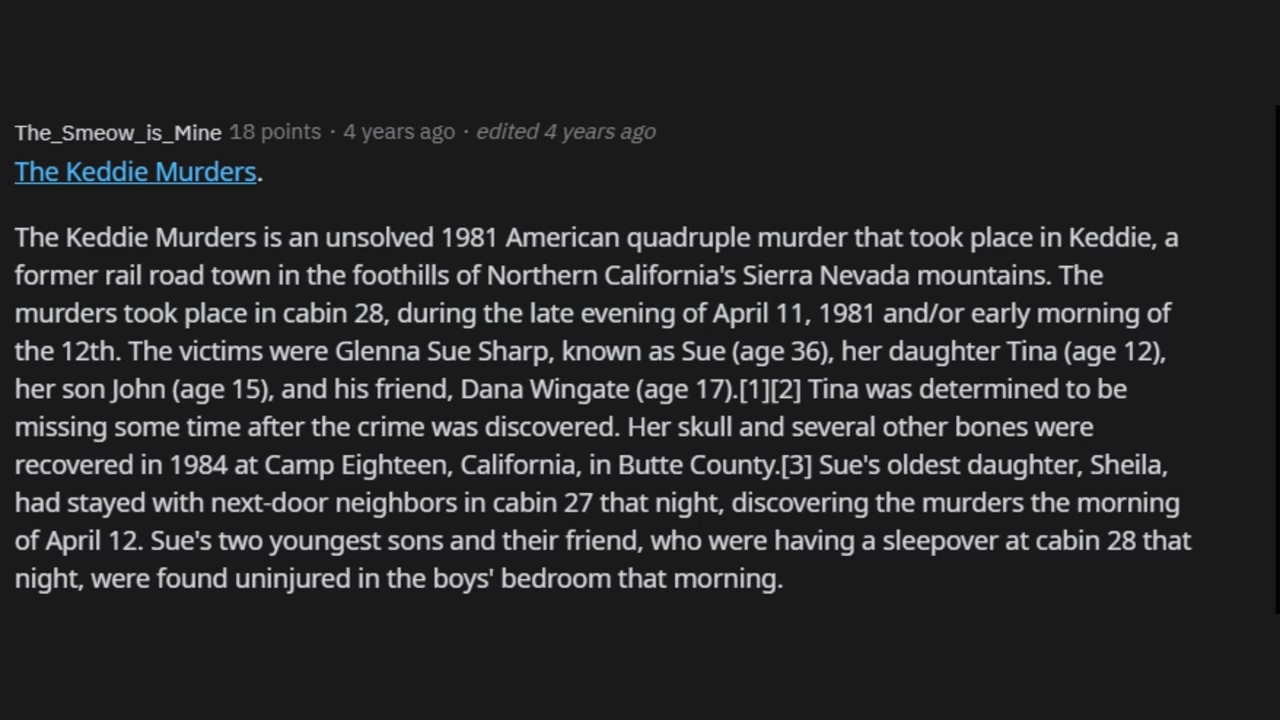 The_Smeow_is_Mine 18 points · 4 years ago · edited 4 years ago
The Keddie Murders.
The Keddie Murders is an unsolved 1981 American quadruple murder that took place in Keddie, a
former rail road town in the foothills of Northern California's Sierra Nevada mountains. The
murders took place in cabin 28, during the late evening of April 11, 1981 and/or early morning of
the 12th. The victims were Glenna Sue Sharp, known as Sue (age 36), her daughter Tina (age 12),
her son John (age 15), and his friend, Dana Wingate (age 17).[1][2] Tina was determined to be
missing some time after the crime was discovered. Her skull and several other bones were
recovered in 1984 at Camp Eighteen, California, in Butte County.[3] Sue's oldest daughter, Sheila,
had stayed with next-door neighbors in cabin 27 that night, discovering the murders the morning
of April 12. Sue's two youngest sons and their friend, who were having a sleepover at cabin 28 that
night, were found uninjured in the boys' bedroom that morning.